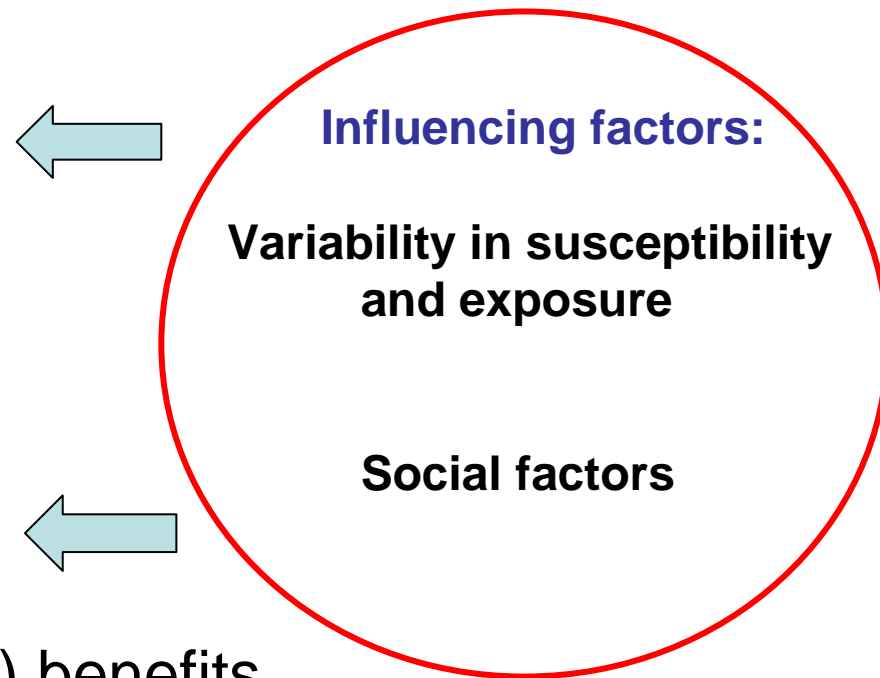 Influencing factors:
Variability in susceptibility
and exposure
Social factors
) benefits